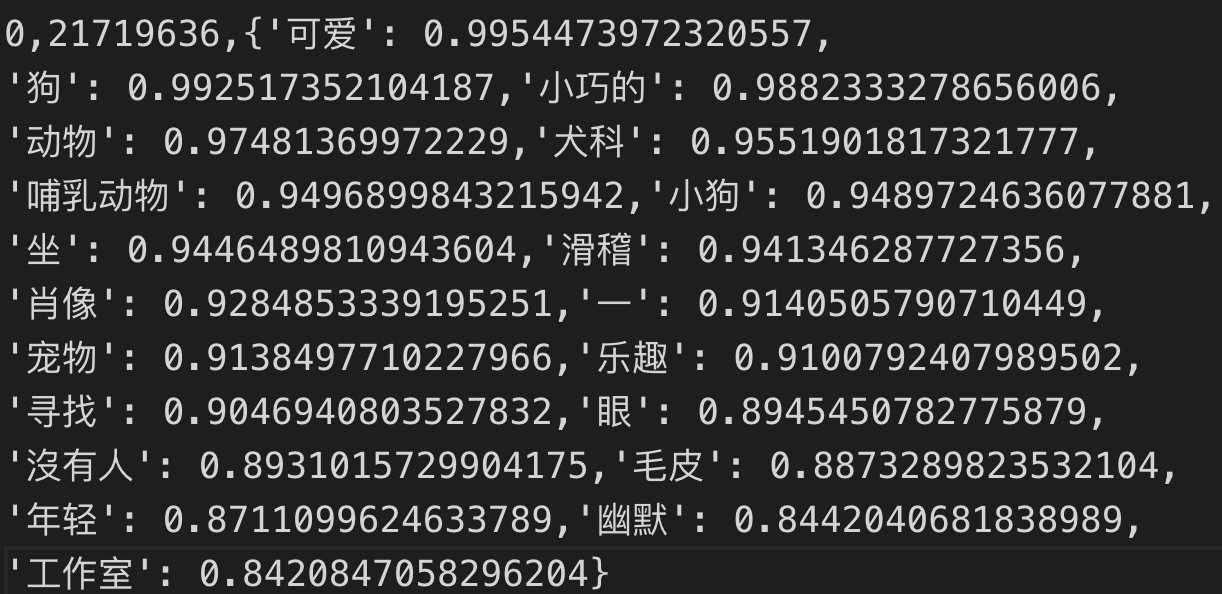 0,21719636,{'可爱': 0.9954473972320557,
'狗': 0.992517352104187,'小巧的': 0.9882333278656006,
'动物': 0.974813699722​29,'犬科': 0.9551901817321777,
'哺乳动物': 0.9496899843215942,'小狗': 0.9489724636077881,
'坐': 0.9446489810943604,'滑稽': 0.941346287727356,
'肖像': 0.9284853339195251,'一': 0.9140505790710449,
'宠物': 0.9138497710227966,'乐趣': 0.9100792407989502,
'寻找': 0.9046940803527832,'眼': 0.8945450782775879,
'沒有人': 0.8931015729904175,'毛皮': 0.8873289823532104,
'年轻': 0.8711099624633789,'幽默': 0.8442040681838989,
'工作室': 0.8420847058296204}